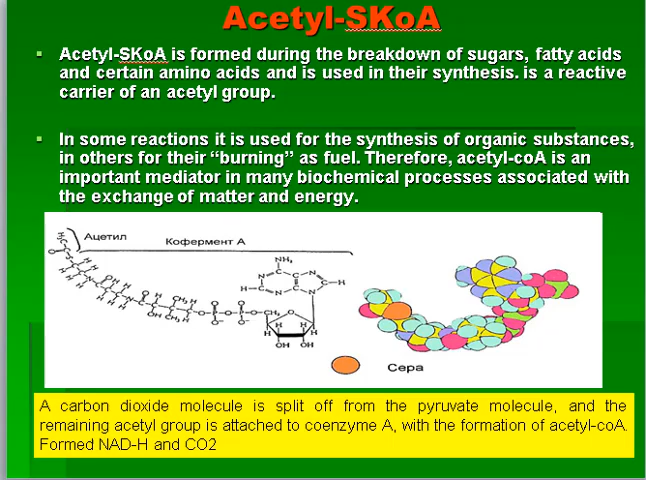 Acetyl-SKoA
Acetyl-SKoA is formed during the breakdown of sugars, fatty acids
and certain amino acids and is used in their synthesis. is a reactive
carrier of an acetyl group.
In some reactions it is used for the synthesis of organic substances,
in others for their “burning” as fuel. Therefore, acetyl-coA is an
important mediator in many biochemical processes associated with
the exchange of matter and energy.
Ацетил
Кофермент А
NH₂
OH OH
Сера
A carbon dioxide molecule is split off from the pyruvate molecule, and the
remaining acetyl group is attached to coenzyme A, with the formation of acetyl-coA.
Formed NAD-H and CO2